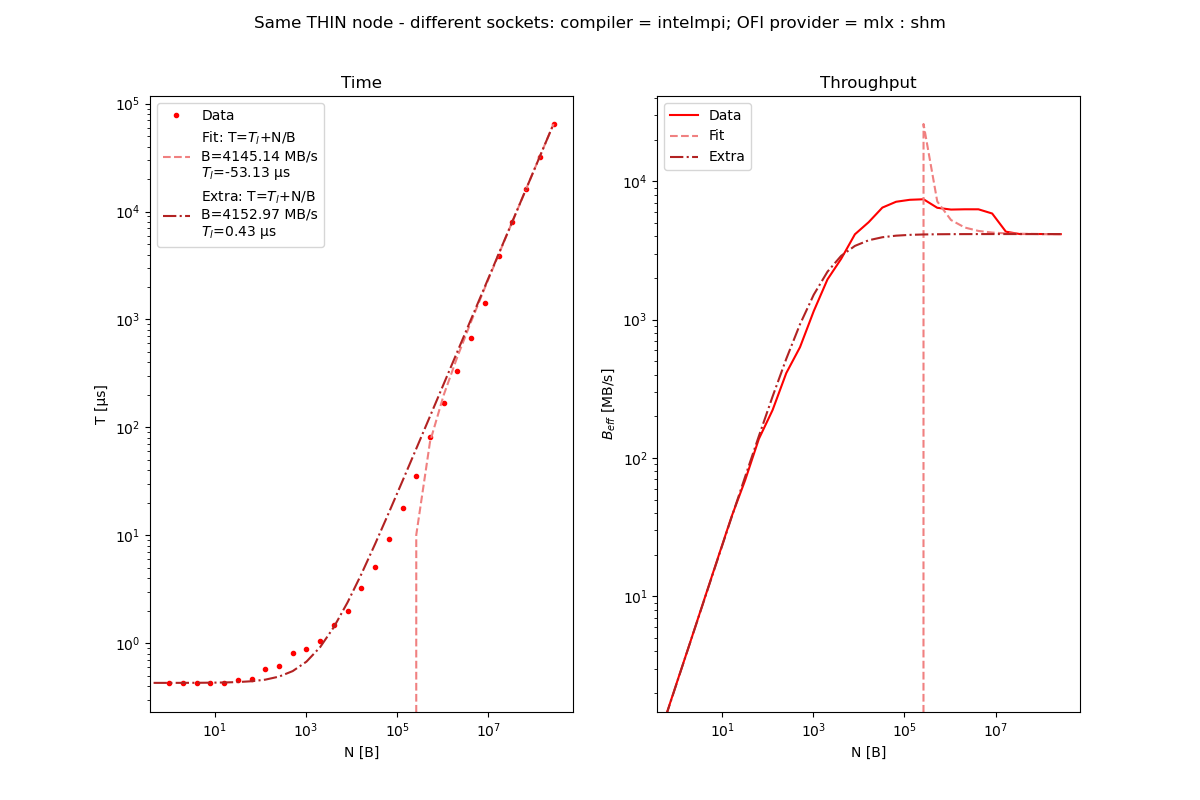 Same THIN node - different sockets: compiler = intelmpi; OFI provider = mlx : shm
Time
Data
Fit: T=T_l+N/B
B=4145.14 MB/s
T_l=-53.13 µs
Extra: T=T_l+N/B
B=4152.97 MB/s
T_l=0.43 µs
T [µs]
10^5
10^4
10^3
10^2
10^1
10^0
10^1 10^3 10^5 10^7
N [B]
Throughput
Data
Fit
Extra
B_eff [MB/s]
10^4
10^3
10^2
10^1
10^1 10^3 10^5 10^7
N [B]